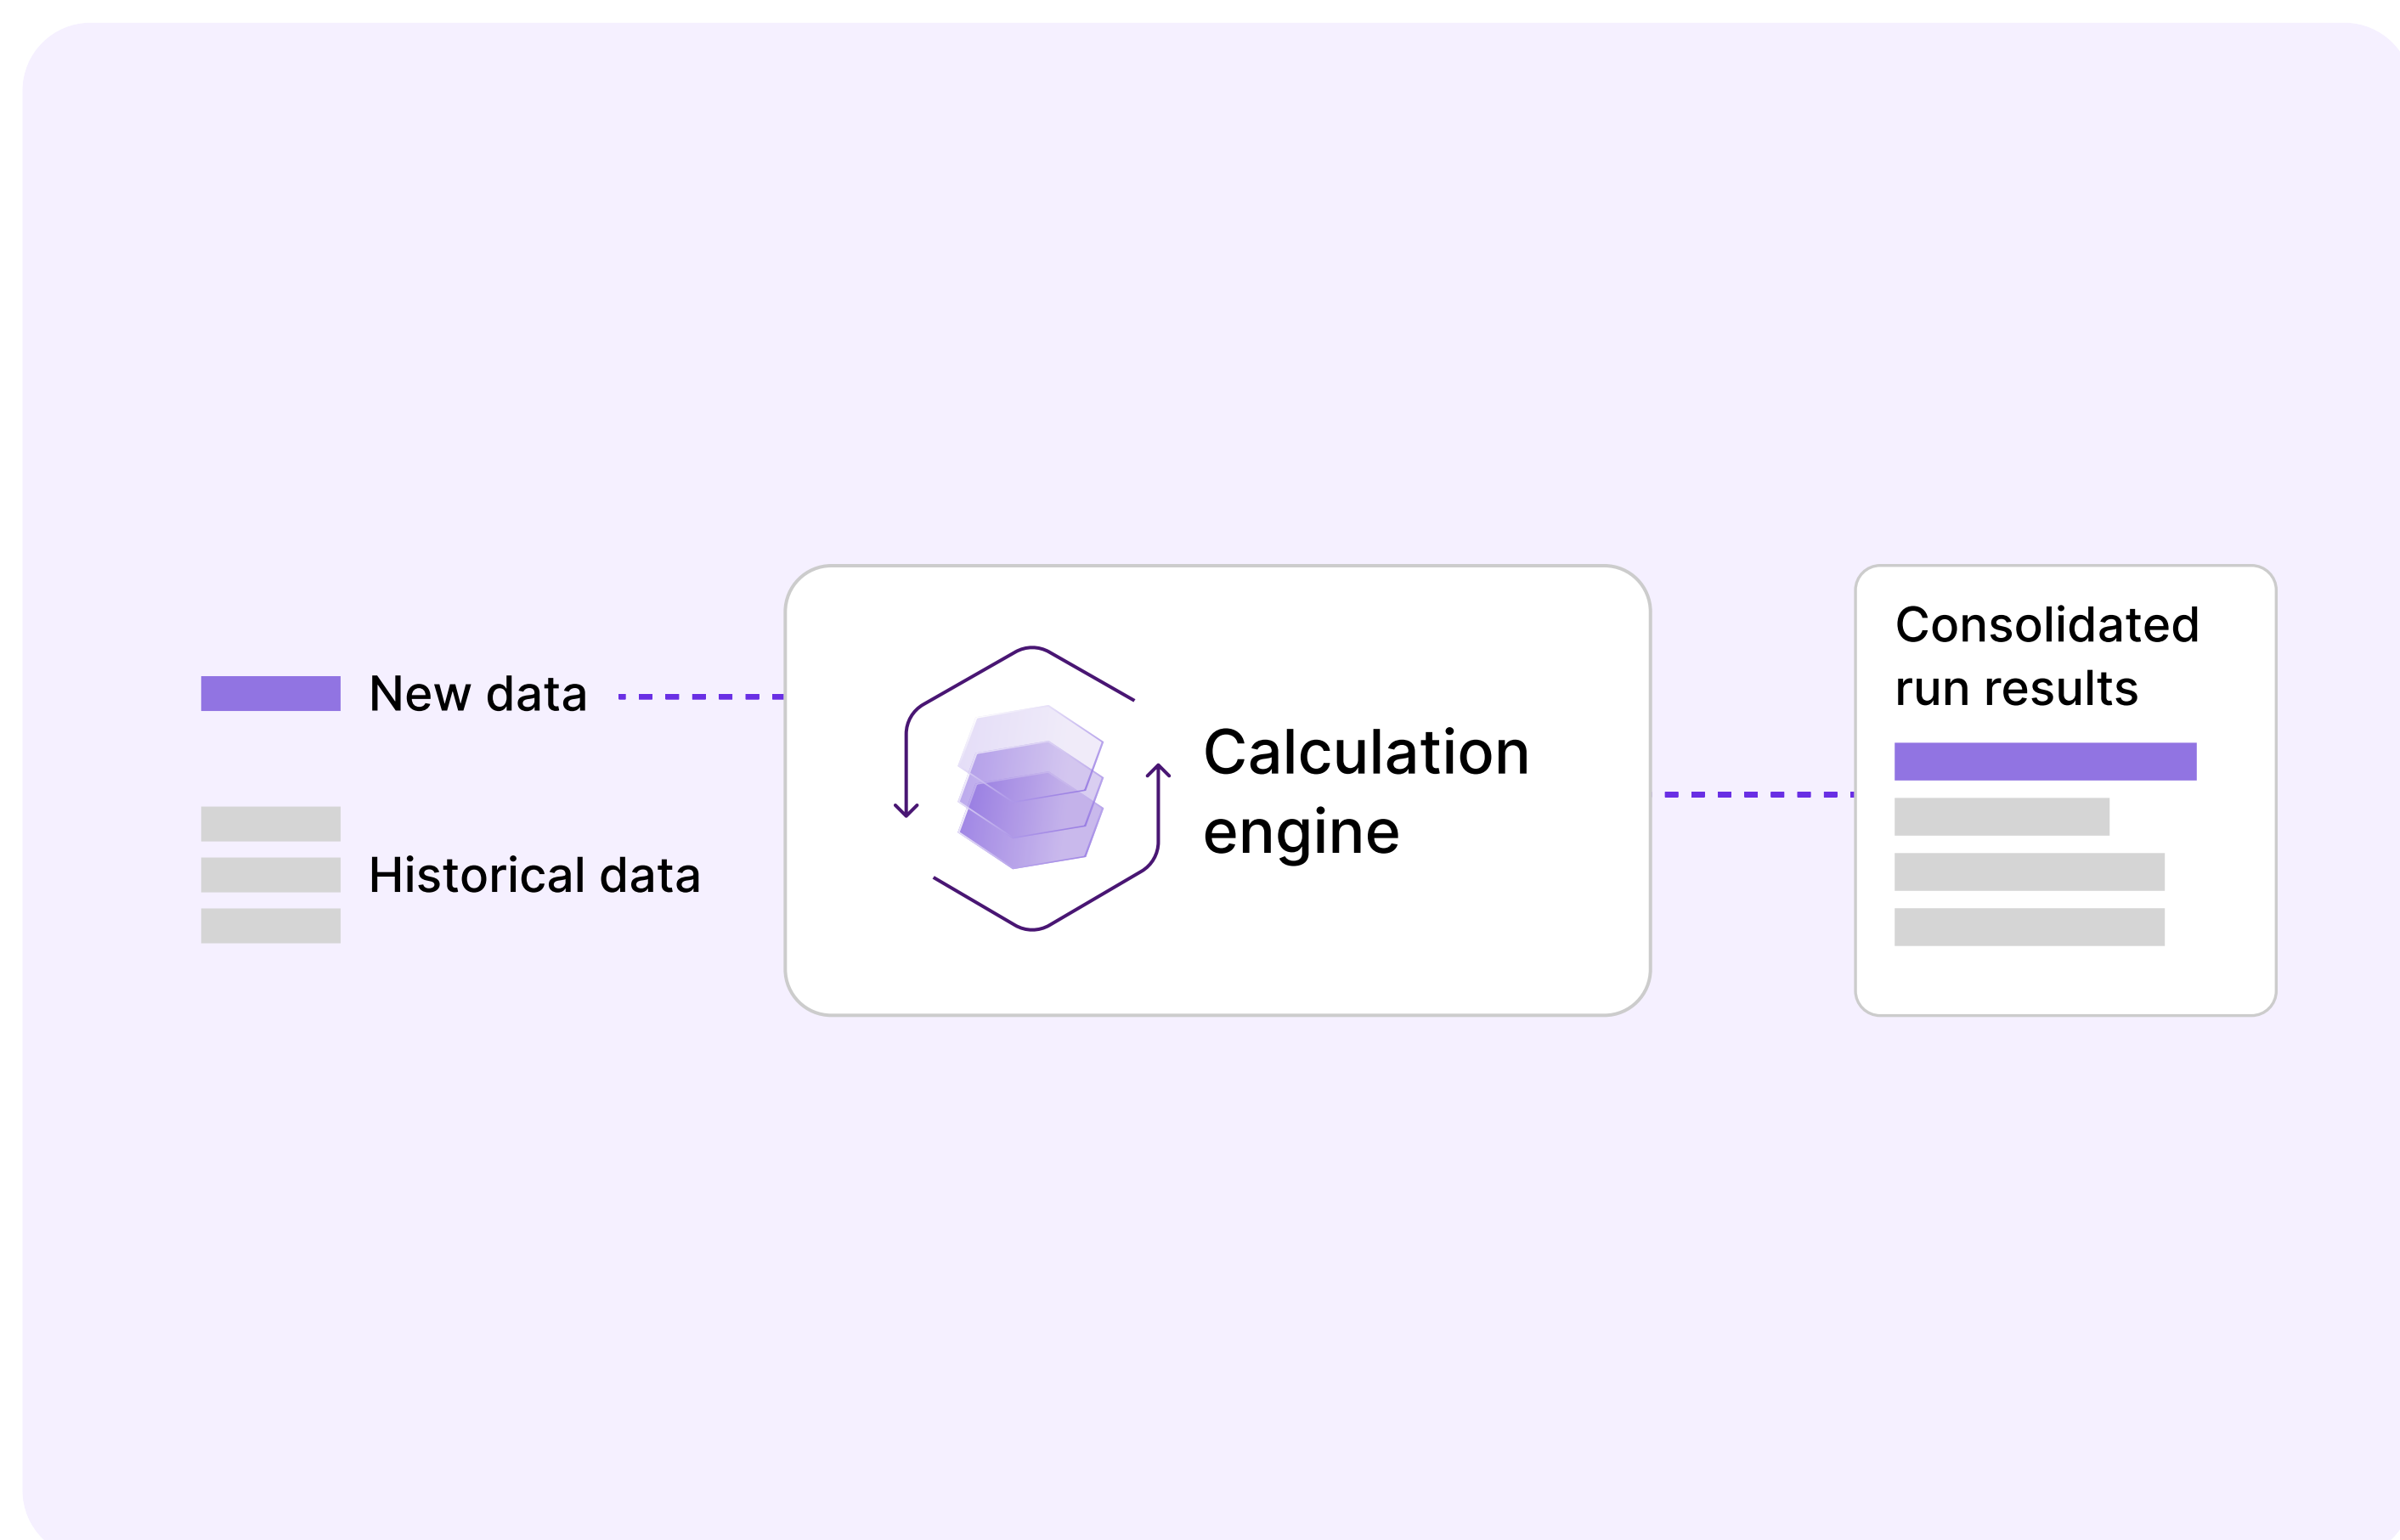 New data
Historical data
Calculation
engine
Consolidated
run results